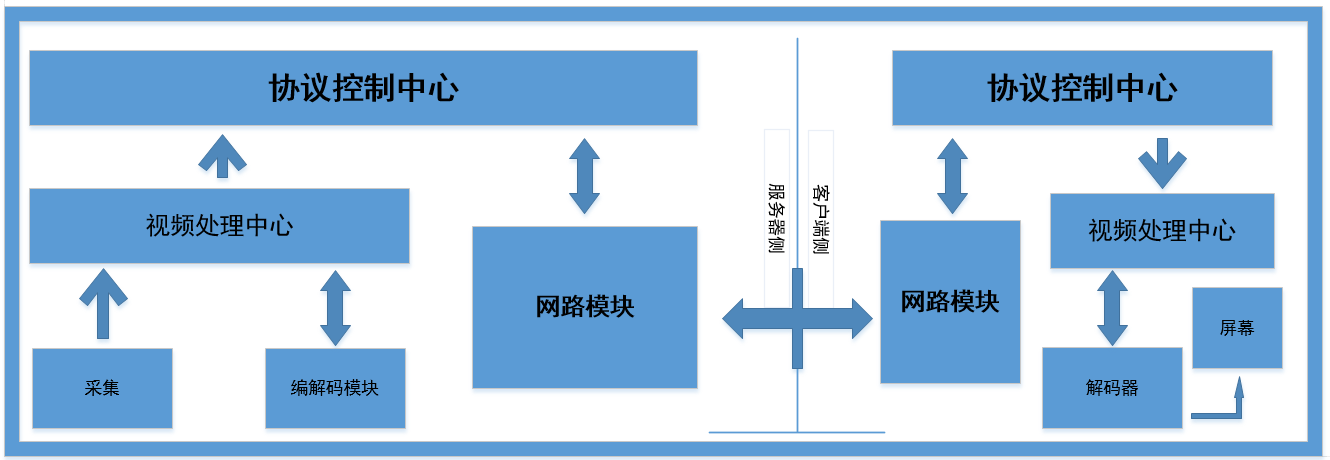 协议控制中心
视频处理中心
采集
编解码模块
网路模块
服务器侧
客户端侧
协议控制中心
网路模块
视频处理中心
解码器
屏幕